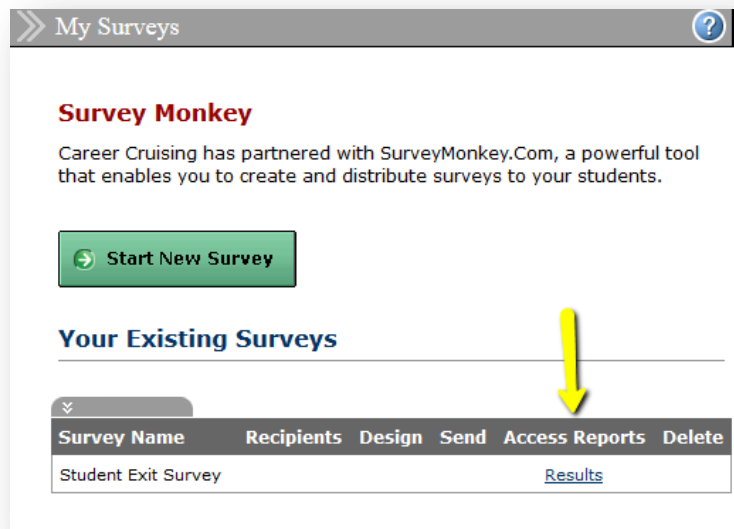 My Surveys
?
Survey Monkey
Career Cruising has partnered with SurveyMonkey.Com, a powerful tool
that enables you to create and distribute surveys to your students.
Start New Survey
Your Existing Surveys
Survey Name Recipients Design Send Access Reports Delete
Student Exit Survey Results